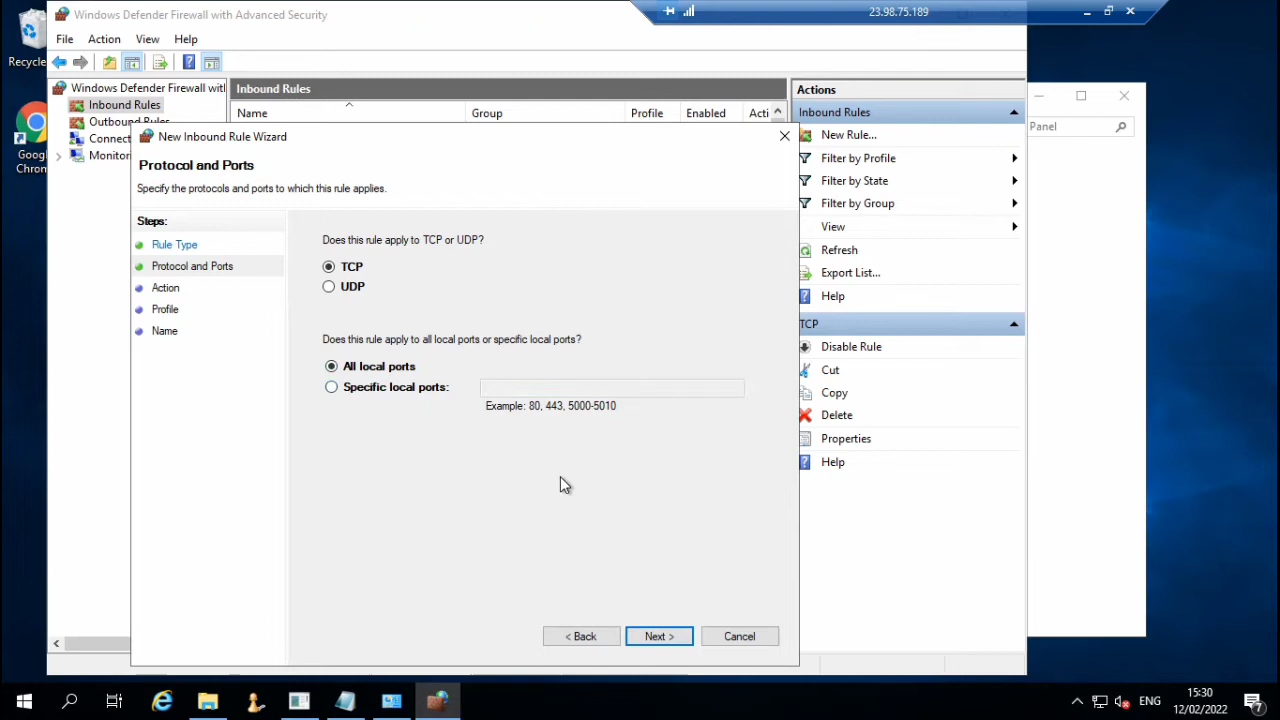 Windows Defender Firewall with Advanced Security
23.98.75.189
File Action View Help
Recycle
Google
Chrom
Windows Defender Firewall wit
Inbound Rules
Outbound Rules
Connect
Monitor
Inbound Rules
Name Group Profile Enabled Acti
Actions
Inbound Rules
New Rule...
Filter by Profile
Filter by State
Filter by Group
View
Refresh
Export List...
Help
TCP
Disable Rule
Cut
Copy
Delete
Properties
Help
Panel
New Inbound Rule Wizard
Protocol and Ports
Specify the protocols and ports to which this rule applies.
Steps:
Rule Type
Protocol and Ports
Action
Profile
Name
Does this rule apply to TCP or UDP?
TCP
UDP
Does this rule apply to all local ports or specific local ports?
All local ports
Specific local ports:
Example: 80, 443, 5000-5010
< Back Next > Cancel
ENG
15:30
12/02/2022
7